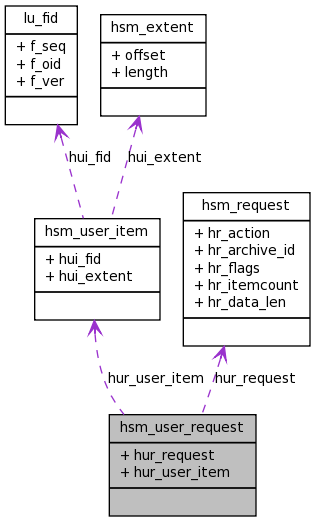 lu_fid
+ f_seq
+ f_oid
+ f_ver
hsm_extent
+ offset
+ length
hui_fid
hui_extent
hsm_user_item
+ hui_fid
+ hui_extent
hsm_request
+ hr_action
+ hr_archive_id
+ hr_flags
+ hr_itemcount
+ hr_data_len
hur_user_item
hur_request
hsm_user_request
+ hur_request
+ hur_user_item